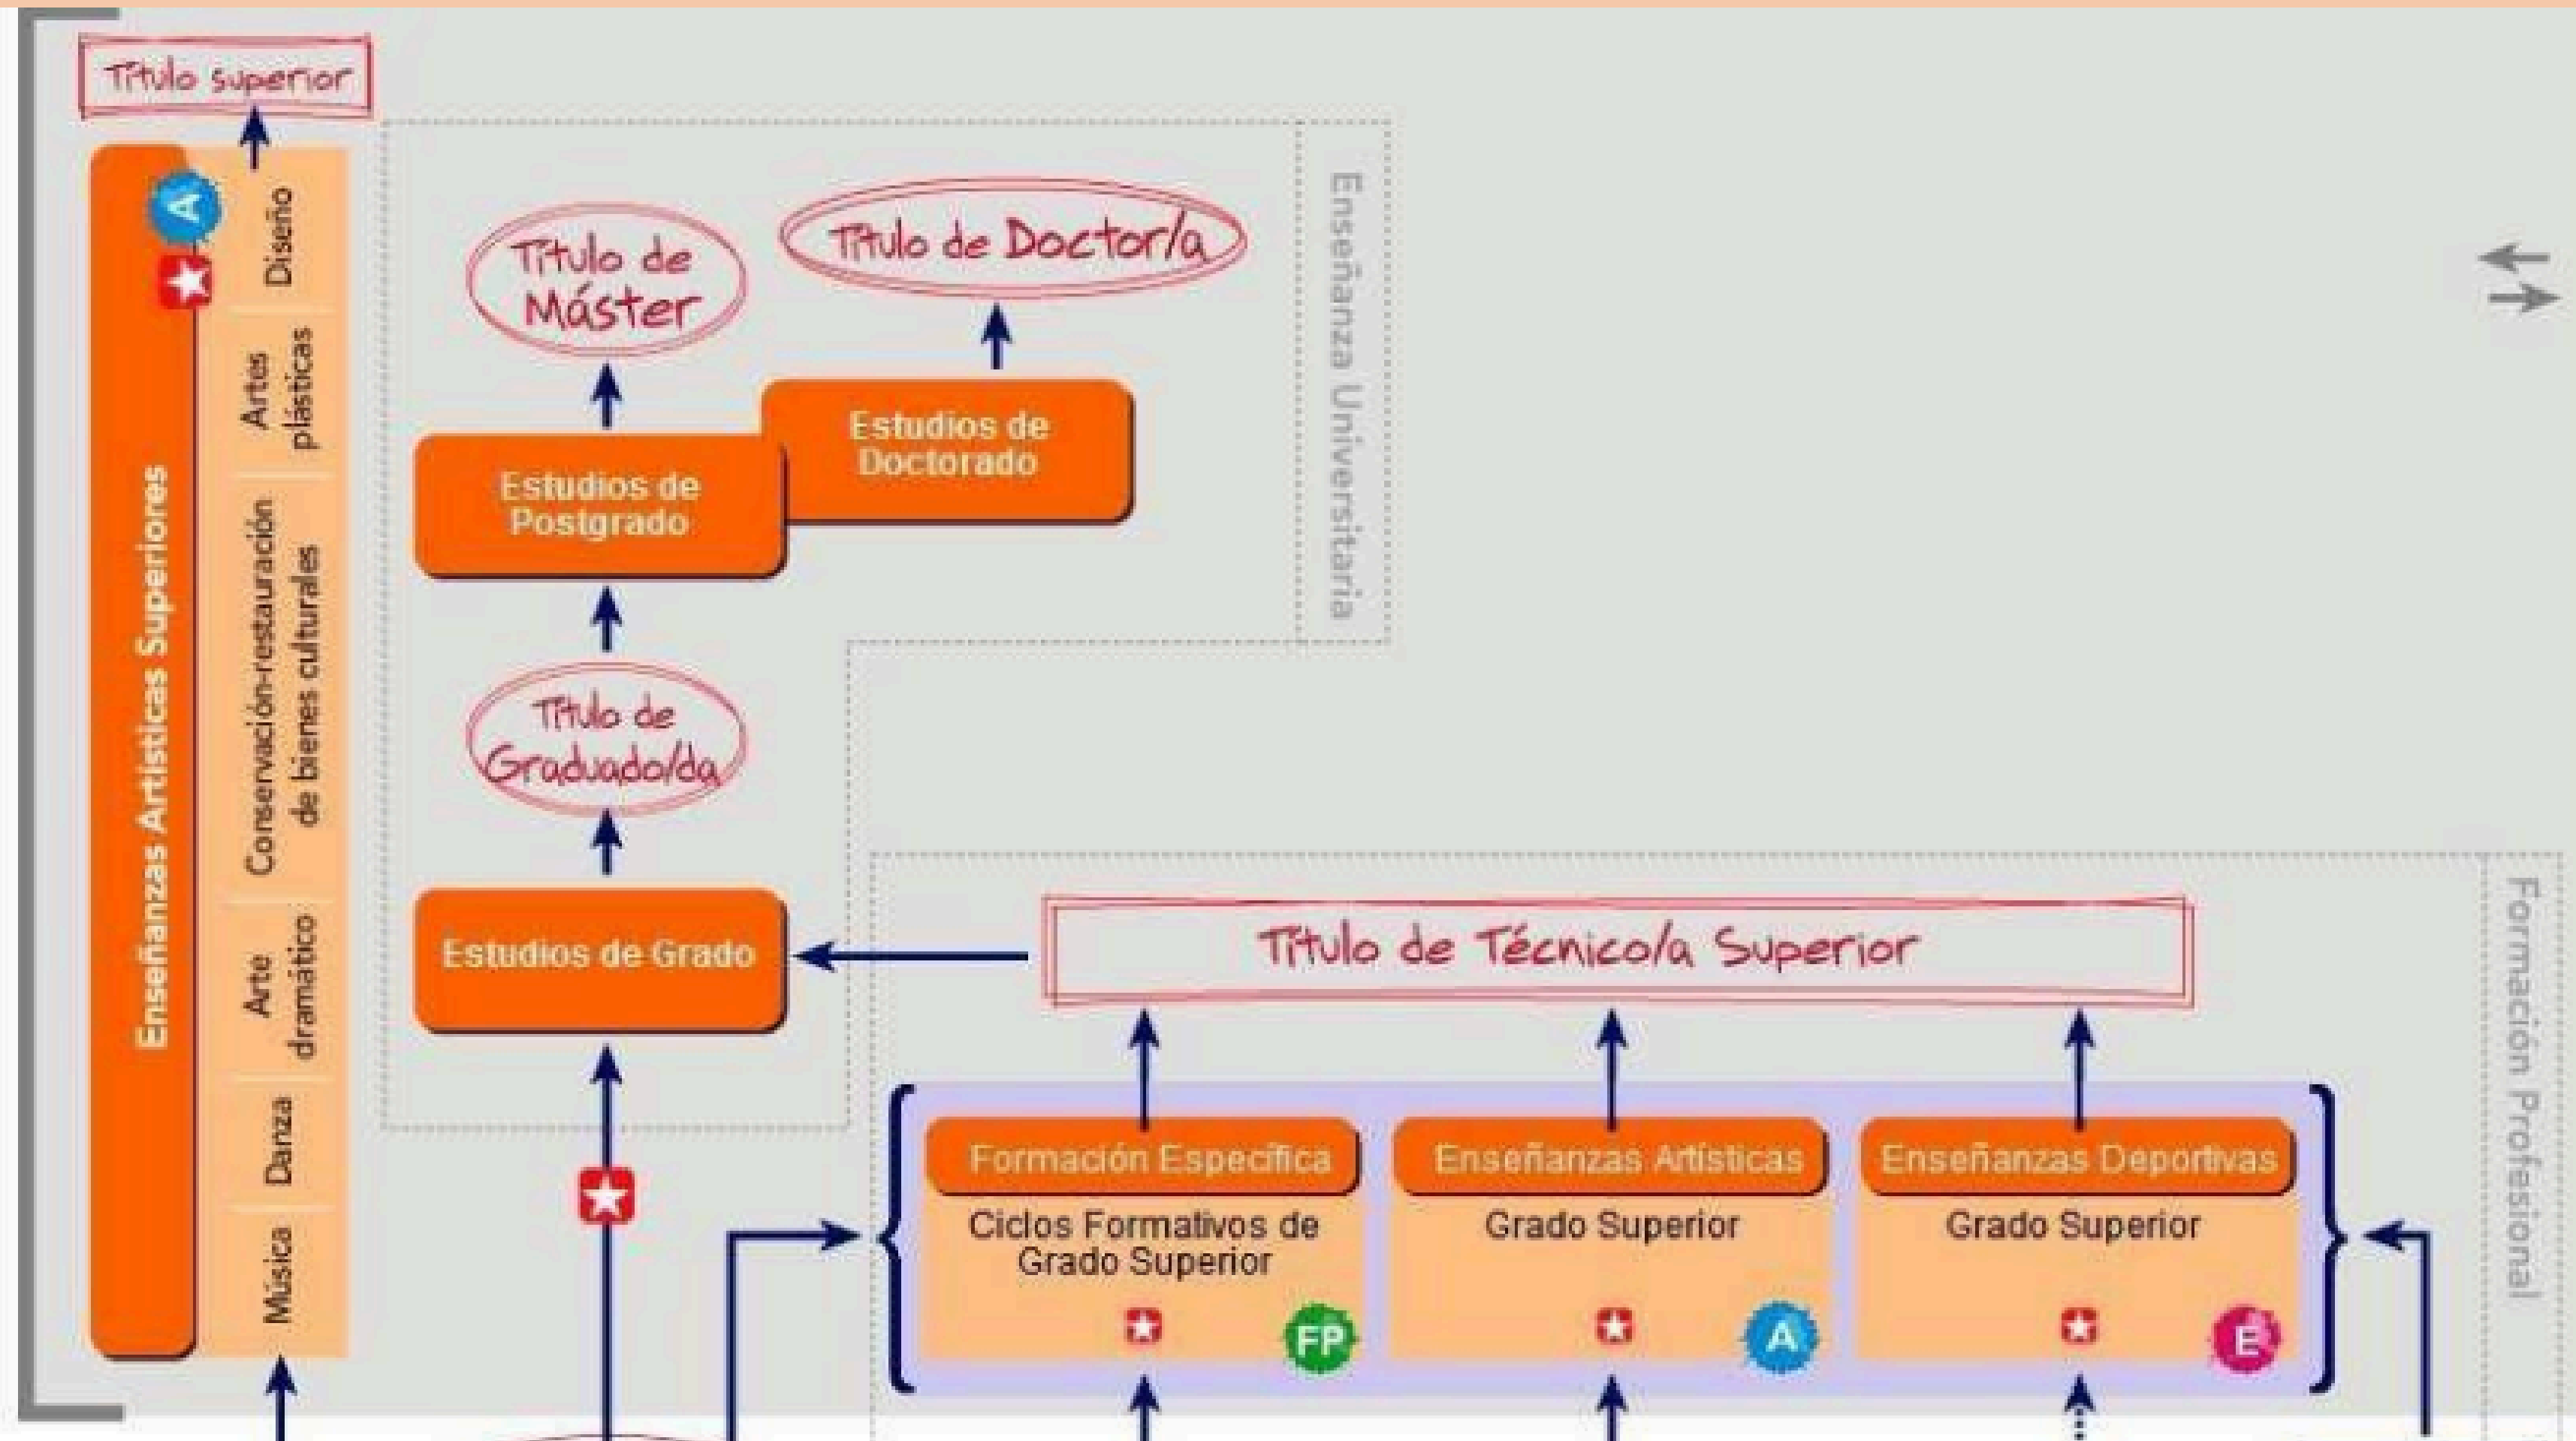 Título superior
Enseñanzas Artísticas Superiores
A
Diseño
Artes
plásticas
Conservación-restauración
de bienes culturales
Arte
dramático
Danza
Música
Título de
Máster
Título de Doctor/a
Estudios de
Doctorado
Estudios de
Postgrado
Enseñanza Universitaria
Título de
Graduado/da
Estudios de Grado
Título de Técnico/a Superior
Formación Profesional
Formación Específica
Ciclos Formativos de
Grado Superior
FP
Enseñanzas Artísticas
Grado Superior
A
Enseñanzas Deportivas
Grado Superior
E